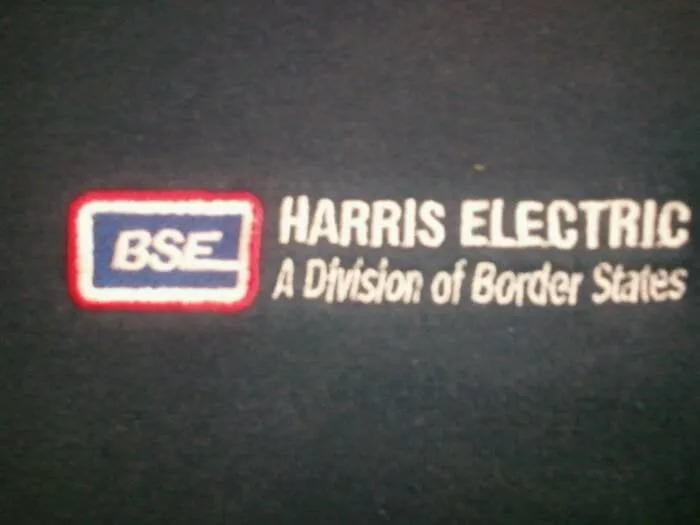 BSE
HARRIS ELECTRIC
A Division of Border States